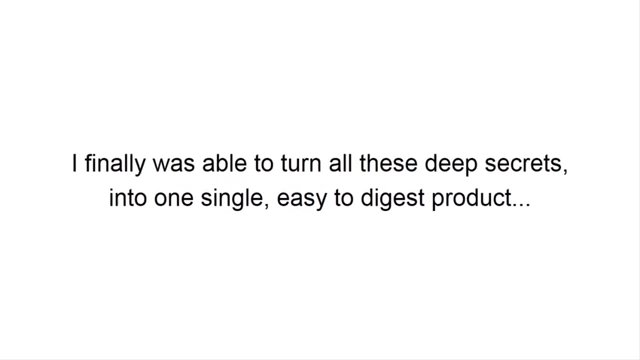 I finally was able to turn all these deep secrets,
into one single, easy to digest product...